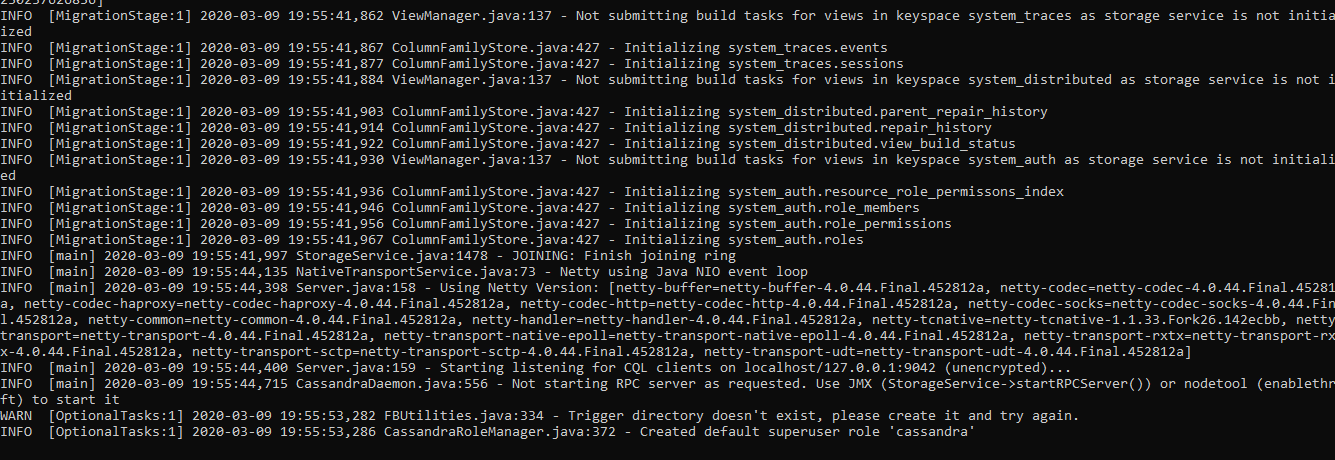 INFO  [MigrationStage:1] 2020-03-09 19:55:41,862 ViewManager.java:137 - Not submitting build tasks for views in keyspace system_traces as storage service is not initial
ized
INFO  [MigrationStage:1] 2020-03-09 19:55:41,867 ColumnFamilyStore.java:427 - Initializing system_traces.events
INFO  [MigrationStage:1] 2020-03-09 19:55:41,877 ColumnFamilyStore.java:427 - Initializing system_traces.sessions
INFO  [MigrationStage:1] 2020-03-09 19:55:41,884 ViewManager.java:137 - Not submitting build tasks for views in keyspace system_distributed as storage service is not i
itialized
INFO  [MigrationStage:1] 2020-03-09 19:55:41,903 ColumnFamilyStore.java:427 - Initializing system_distributed.parent_repair_history
INFO  [MigrationStage:1] 2020-03-09 19:55:41,914 ColumnFamilyStore.java:427 - Initializing system_distributed.repair_history
INFO  [MigrationStage:1] 2020-03-09 19:55:41,922 ColumnFamilyStore.java:427 - Initializing system_distributed.view_build_status
INFO  [MigrationStage:1] 2020-03-09 19:55:41,930 ViewManager.java:137 - Not submitting build tasks for views in keyspace system_auth as storage service is not initiali
ed
INFO  [MigrationStage:1] 2020-03-09 19:55:41,936 ColumnFamilyStore.java:427 - Initializing system_auth.resource_role_permissons_index
INFO  [MigrationStage:1] 2020-03-09 19:55:41,946 ColumnFamilyStore.java:427 - Initializing system_auth.role_members
INFO  [MigrationStage:1] 2020-03-09 19:55:41,956 ColumnFamilyStore.java:427 - Initializing system_auth.role_permissions
INFO  [MigrationStage:1] 2020-03-09 19:55:41,967 ColumnFamilyStore.java:427 - Initializing system_auth.roles
INFO  [main] 2020-03-09 19:55:41,997 StorageService.java:1478 - JOINING: Finish joining ring
INFO  [main] 2020-03-09 19:55:44,135 NativeTransportService.java:73 - Netty using Java NIO event loop
INFO  [main] 2020-03-09 19:55:44,398 Server.java:158 - Using Netty Version: [netty-buffer=netty-buffer-4.0.44.Final.452812a, netty-codec=netty-codec-4.0.44.Final.45281
a, netty-codec-haproxy=netty-codec-haproxy-4.0.44.Final.452812a, netty-codec-http=netty-codec-http-4.0.44.Final.452812a, netty-codec-socks=netty-codec-socks-4.0.44.Fin
l.452812a, netty-common=netty-common-4.0.44.Final.452812a, netty-handler=netty-handler-4.0.44.Final.452812a, netty-tcnative=netty-tcnative-1.1.33.Fork26.142ecbb, netty
transport=netty-transport-4.0.44.Final.452812a, netty-transport-native-epoll=netty-transport-native-epoll-4.0.44.Final.452812a, netty-transport-rxtx=netty-transport-rx
x-4.0.44.Final.452812a, netty-transport-sctp=netty-transport-sctp-4.0.44.Final.452812a, netty-transport-udt=netty-transport-udt-4.0.44.Final.452812a]
INFO  [main] 2020-03-09 19:55:44,400 Server.java:159 - Starting listening for CQL clients on localhost/127.0.0.1:9042 (unencrypted)...
INFO  [main] 2020-03-09 19:55:44,715 CassandraDaemon.java:556 - Not starting RPC server as requested. Use JMX (StorageService->startRPCServer()) or nodetool (enablethr
ft) to start it
WARN  [OptionalTasks:1] 2020-03-09 19:55:53,282 FBUtilities.java:334 - Trigger directory doesn't exist, please create it and try again.
INFO  [OptionalTasks:1] 2020-03-09 19:55:53,286 CassandraRoleManager.java:372 - Created default superuser role 'cassandra'